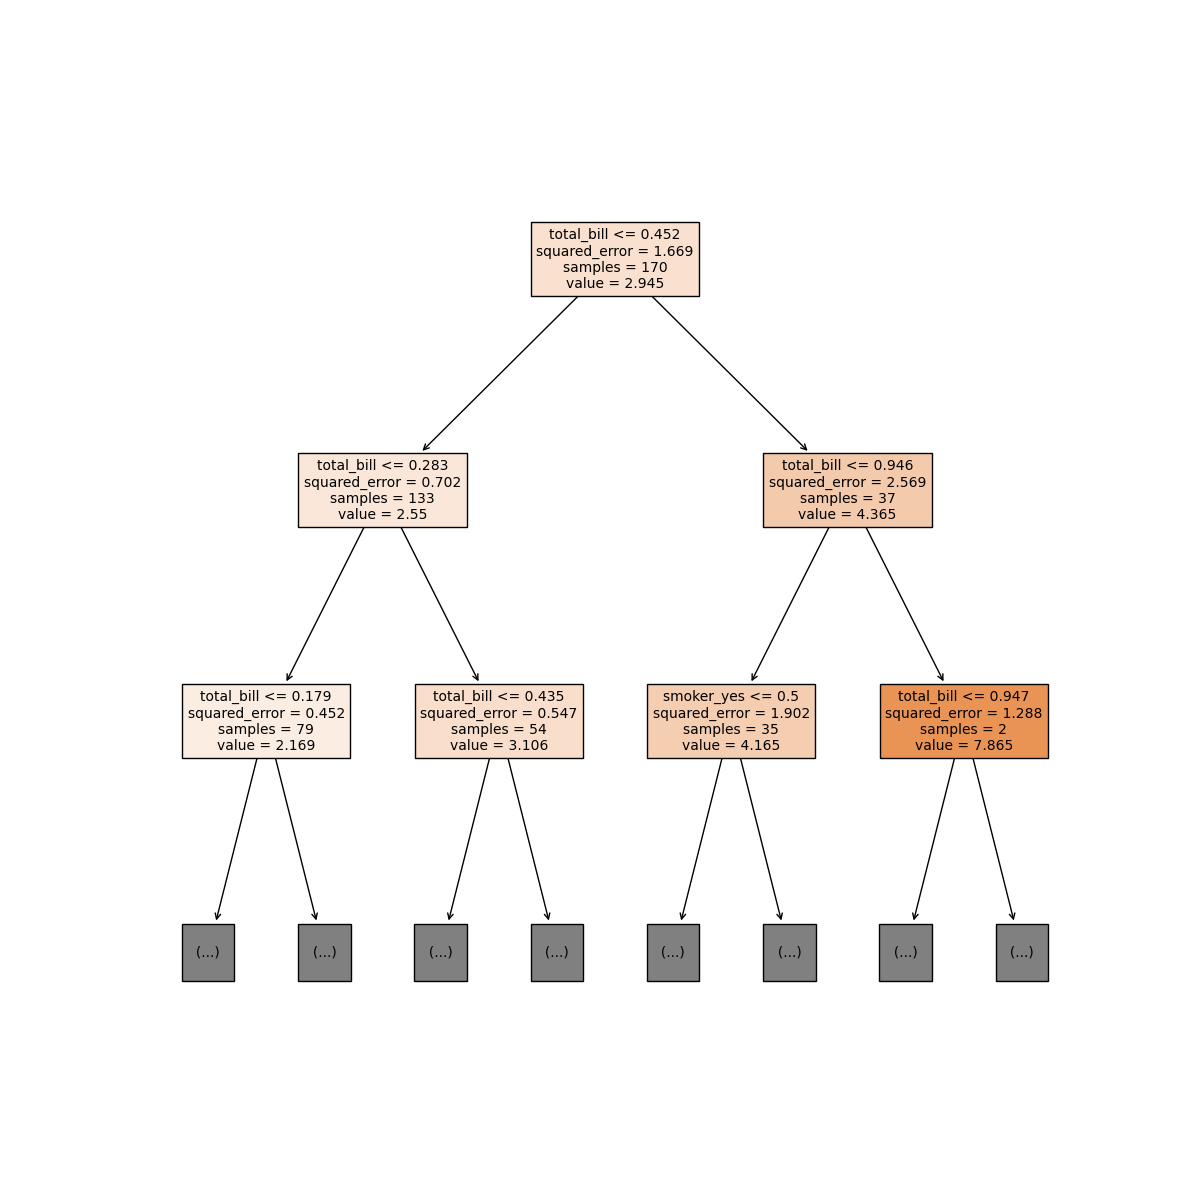 total_bill <= 0.452
squared_error = 1.669
samples = 170
value = 2.945
total_bill <= 0.283
squared_error = 0.702
samples = 133
value = 2.55
total_bill <= 0.946
squared_error = 2.569
samples = 37
value = 4.365
total_bill <= 0.179
squared_error = 0.452
samples = 79
value = 2.169
total_bill <= 0.435
squared_error = 0.547
samples = 54
value = 3.106
smoker_yes <= 0.5
squared_error = 1.902
samples = 35
value = 4.165
total_bill <= 0.947
squared_error = 1.288
samples = 2
value = 7.865
(...)
(...)
(...)
(...)
(...)
(...)
(...)
(...)